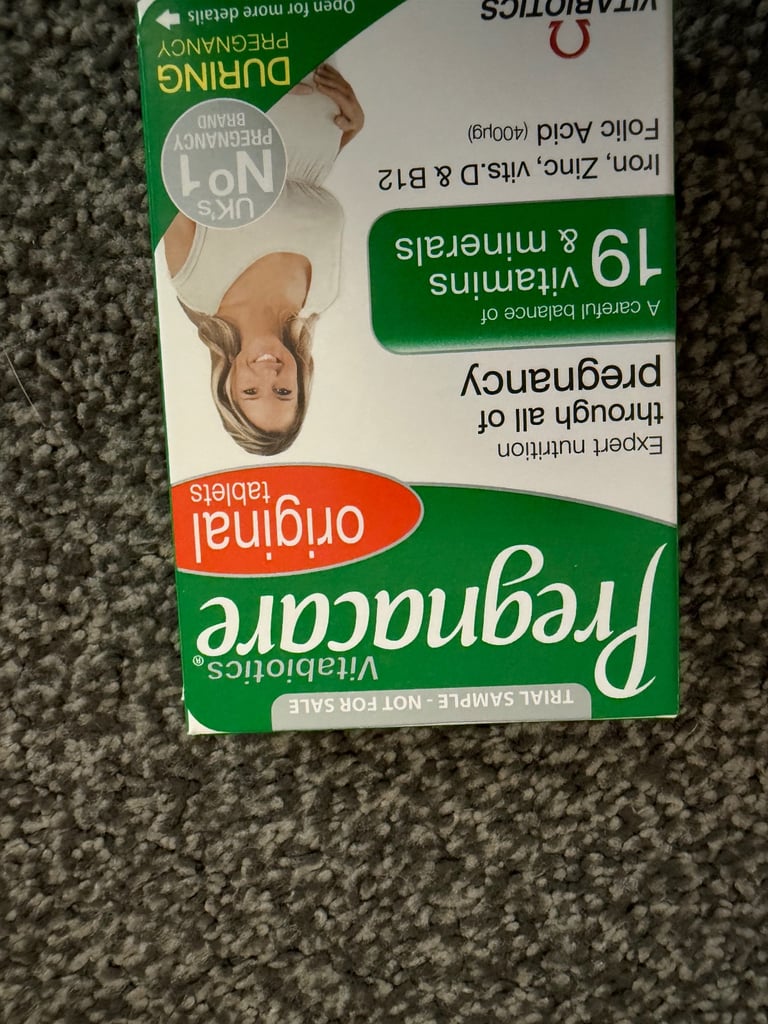 TRIAL SAMPLE - NOT FOR SALE
Vitabiotics®
Pregnacare
original
tablets
Expert nutrition
through all of
pregnancy
A careful balance of
19 vitamins
& minerals
Iron, Zinc, vits.D & B12
Folic Acid (400µg)
UK's
No1
PREGNANCY
BRAND
DURING
PREGNANCY
VITABIOTICS
Open for more details